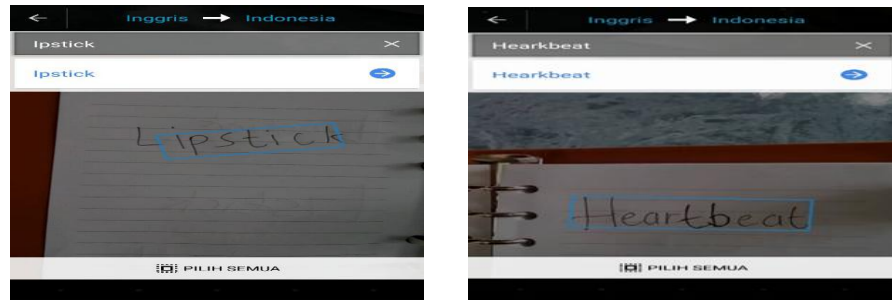 Inggris → Indonesia
Ipstick
Ipstick
Lipstick
PILIH SEMUA
Inggris → Indonesia
Hearkbeat
Hearkbeat
Heartbeat
PILIH SEMUA